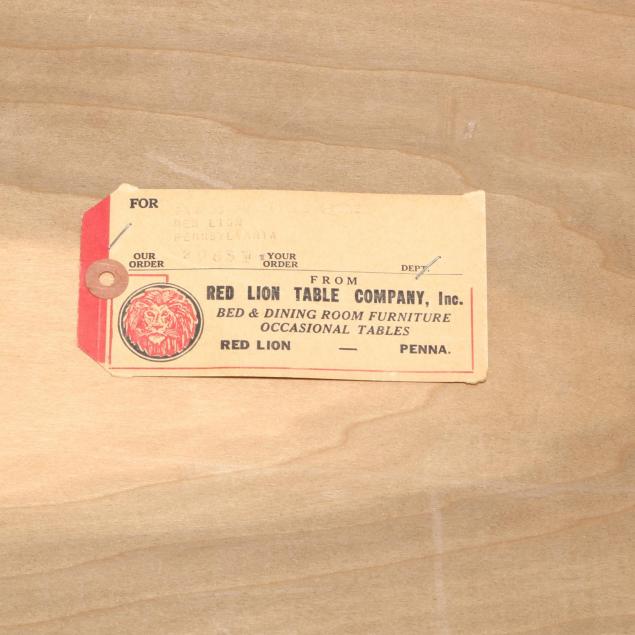 FOR
RED LION
PENNSYLVANIA
OUR ORDER YOUR ORDER DEPT.
FROM
RED LION TABLE COMPANY, Inc.
BED & DINING ROOM FURNITURE
OCCASIONAL TABLES
RED LION — PENNA.